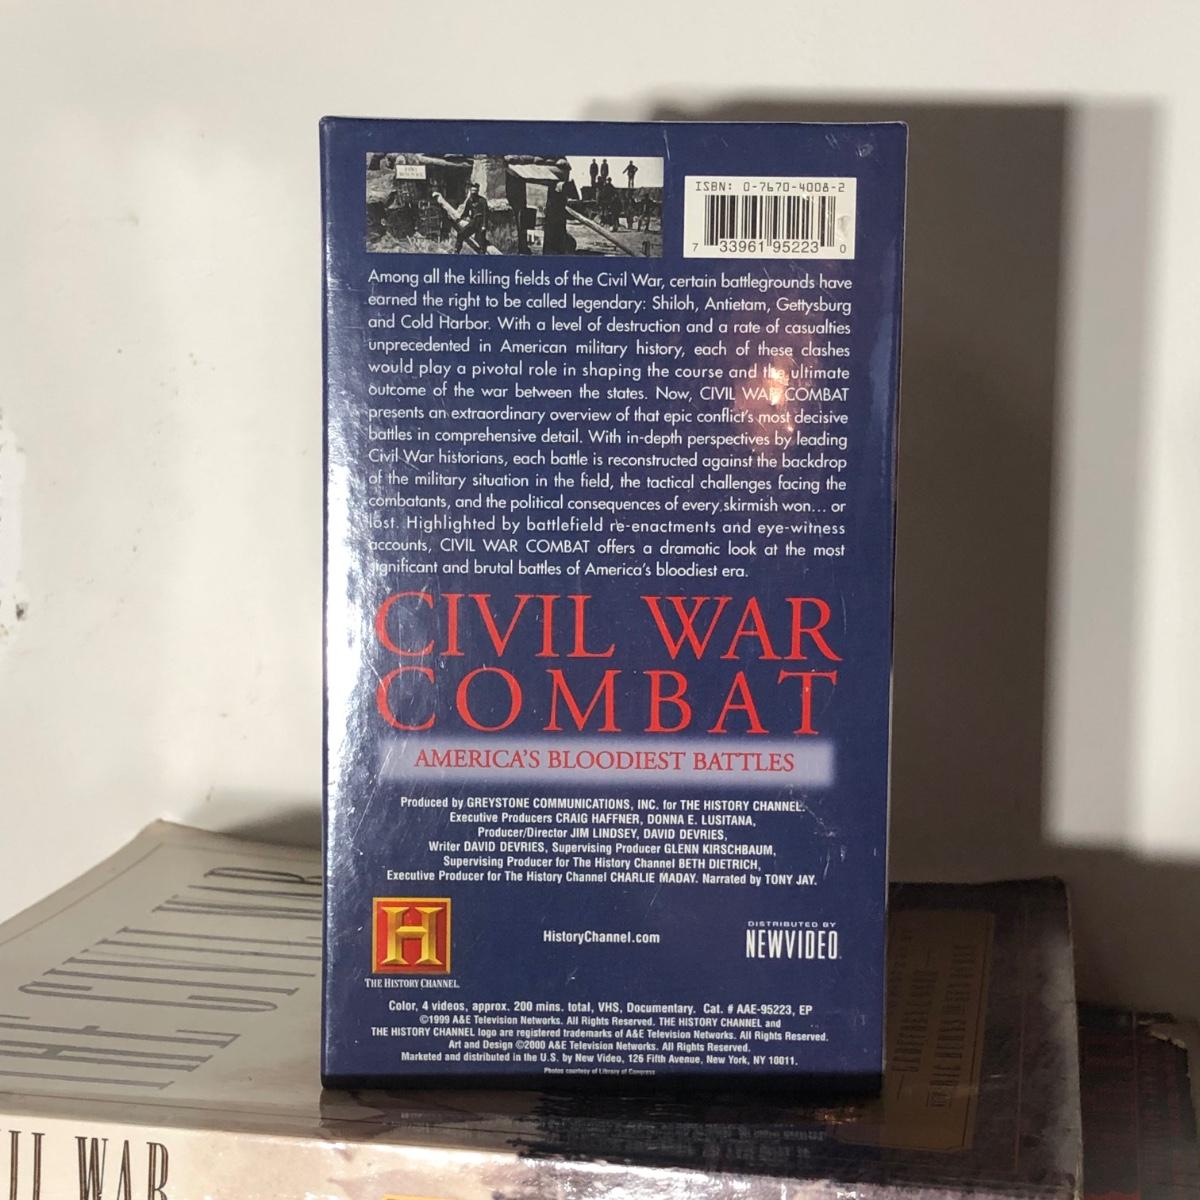 ISBN: 0-7670-4008-2
7 33961 95223 0
Among all the killing fields of the Civil War, certain battlegrounds have
earned the right to be called legendary: Shiloh, Antietam, Gettysburg
and Cold Harbor. With a level of destruction and a rate of casualties
unprecedented in American military history, each of these clashes
would play a pivotal role in shaping the course and the ultimate
outcome of the war between the states. Now, CIVIL WAR COMBAT
presents an extraordinary overview of that epic conflict's most decisive
battles in comprehensive detail. With in-depth perspectives by leading
Civil War historians, each battle is reconstructed against the backdrop
of the military situation in the field, the tactical challenges facing the
combatants, and the political consequences of every skirmish won... or
lost. Highlighted by battlefield re-enactments and eye-witness
accounts, CIVIL WAR COMBAT offers a dramatic look at the most
significant and brutal battles of America's bloodiest era.
CIVIL WAR
COMBAT
AMERICA'S BLOODIEST BATTLES
Produced by GREYSTONE COMMUNICATIONS, INC. for THE HISTORY CHANNEL.
Executive Producers CRAIG HAFFNER, DONNA E. LUSITANA,
Producer/Director JIM LINDSEY, DAVID DEVRIES,
Writer DAVID DEVRIES, Supervising Producer GLENN KIRSCHBAUM,
Supervising Producer for The History Channel BETH DIETRICH,
Executive Producer for The History Channel CHARLIE MADAY. Narrated by TONY JAY.
H
THE HISTORY CHANNEL.
HistoryChannel.com
DISTRIBUTED BY
NEWVIDEO
Color, 4 videos, approx. 200 mins. total, VHS, Documentary. Cat. # AAE-95223, EP
©1999 A&E Television Networks. All Rights Reserved. THE HISTORY CHANNEL and
THE HISTORY CHANNEL logo are registered trademarks of A&E Television Networks. All Rights Reserved.
Art and Design ©2000 A&E Television Networks. All Rights Reserved.
Marketed and distributed in the U.S. by New Video, 126 Fifth Avenue, New York, NY 10011.
Photos courtesy of Library of Congress
THE CIVIL WAR
WAR